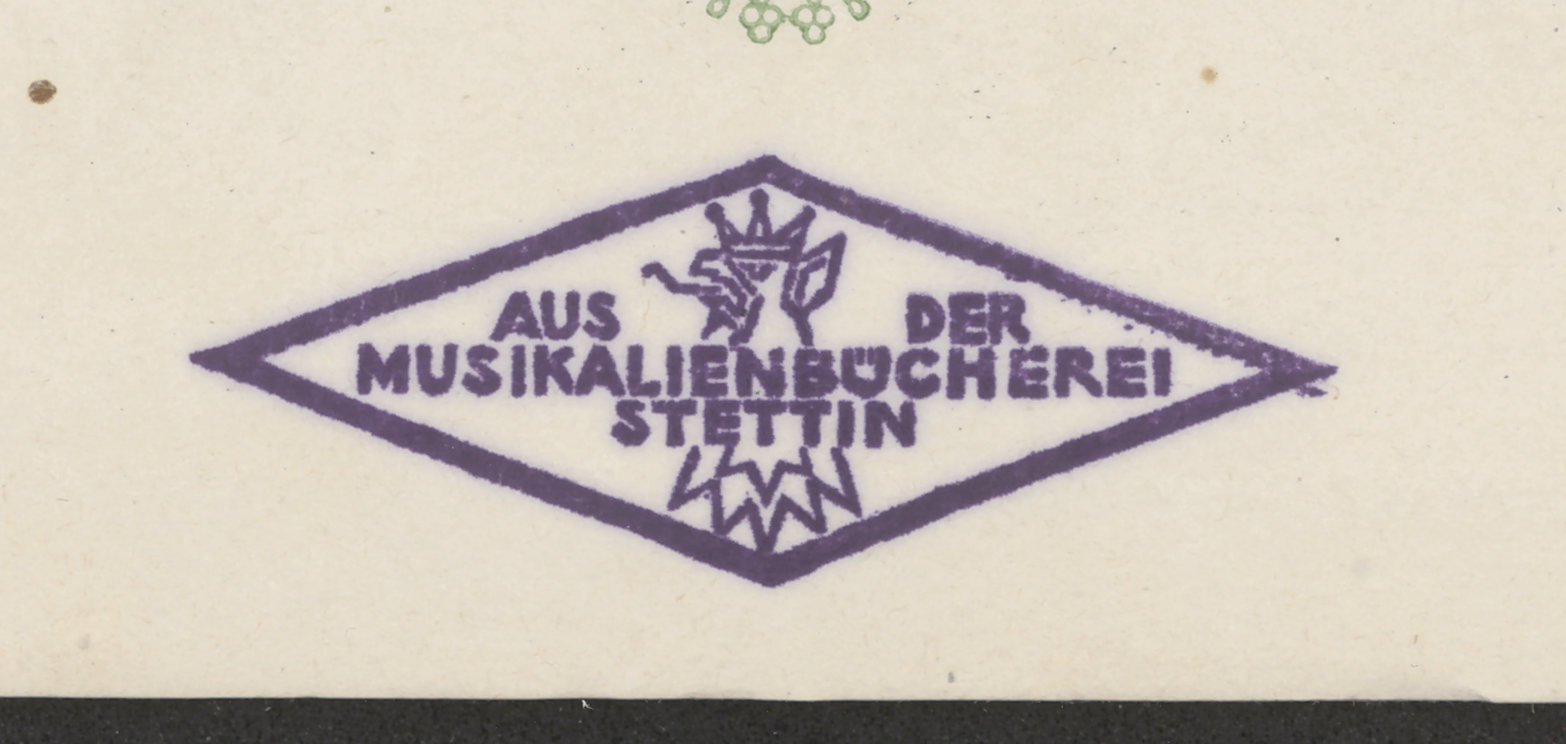 AUS DER
MUSIKALIENBÜCHEREI
STETTIN